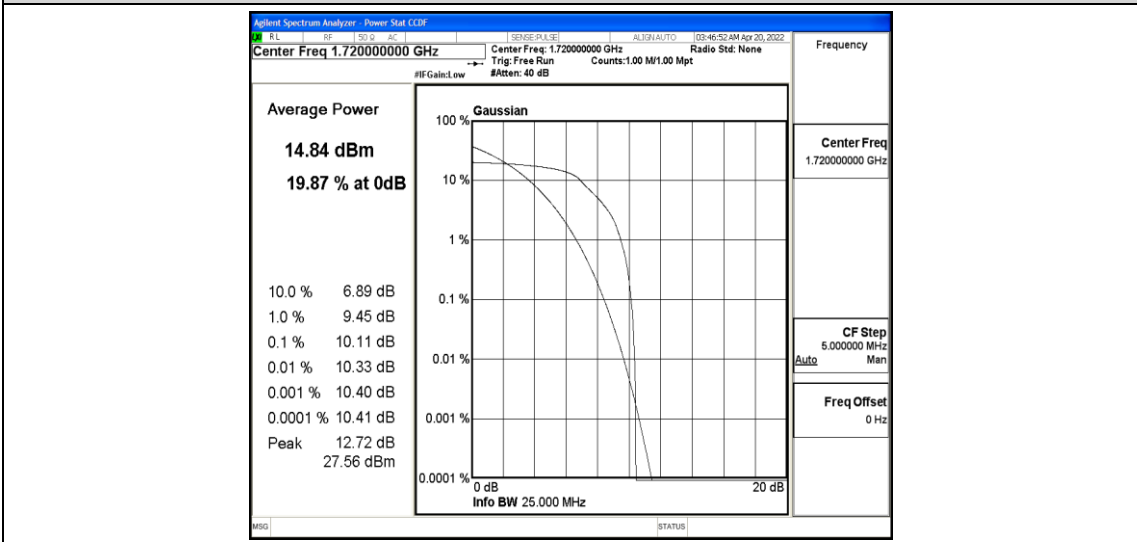 Agilent Spectrum Analyzer - Power Stat CCDF
LXI RL RF 50 Ω AC SENSE:PULSE ALIGNAUTO 03:46:52 AM Apr 20, 2022
Center Freq 1.720000000 GHz
Center Freq: 1.720000000 GHz Radio Std: None
Trig: Free Run Counts:1.00 M/1.00 Mpt
#IFGain:Low #Atten: 40 dB
Average Power
14.84 dBm
19.87 % at 0dB
10.0 % 6.89 dB
1.0 % 9.45 dB
0.1 % 10.11 dB
0.01 % 10.33 dB
0.001 % 10.40 dB
0.0001 % 10.41 dB
Peak 12.72 dB
27.56 dBm
Gaussian
100 %
10 %
1 %
0.1 %
0.01 %
0.001 %
0.0001 %
0 dB 20 dB
Info BW 25.000 MHz
Frequency
Center Freq
1.720000000 GHz
CF Step
5.000000 MHz
Auto Man
Freq Offset
0 Hz
MSG STATUS